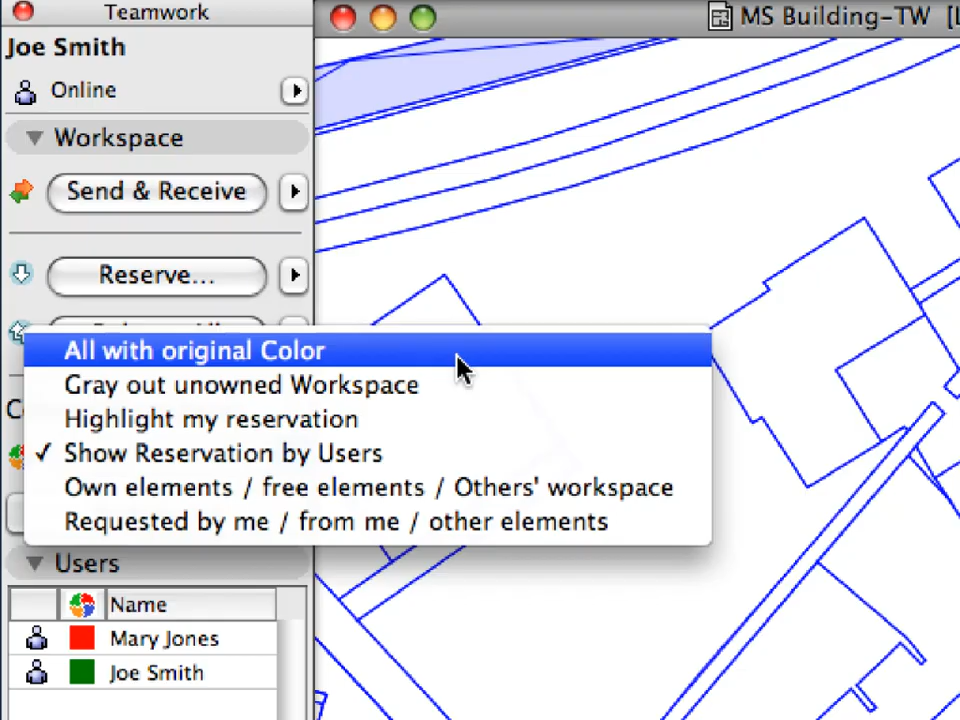 Teamwork
MS Building-TW
Joe Smith
Online
Workspace
Send & Receive
Reserve...
All with original Color
Gray out unowned Workspace
Highlight my reservation
✓ Show Reservation by Users
Own elements / free elements / Others' workspace
Requested by me / from me / other elements
Users
Name
Mary Jones
Joe Smith